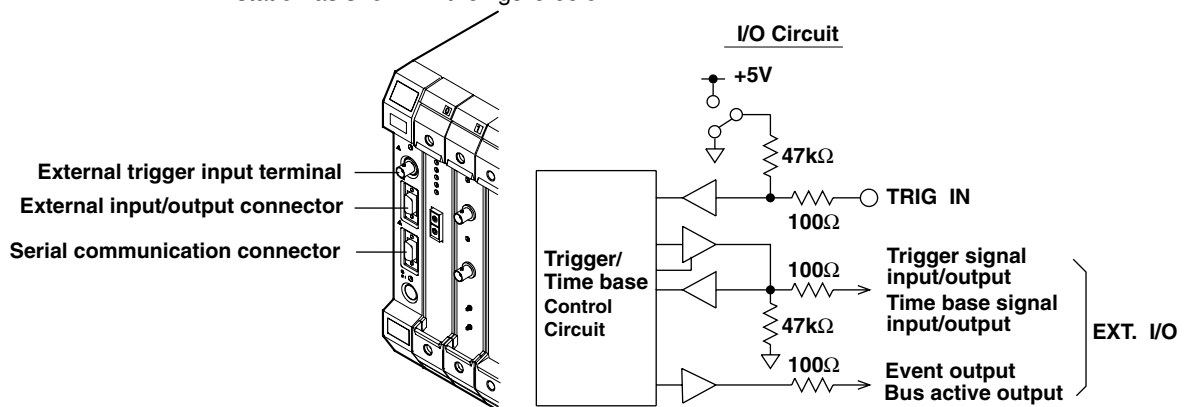 I/O Circuit
+5V
47kΩ
External trigger input terminal
External input/output connector
Serial communication connector
TRIG IN
100Ω
Trigger/
Time base
Control
Circuit
100Ω
Trigger signal
input/output
Time base signal
input/output
47kΩ
EXT. I/O
100Ω
Event output
Bus active output